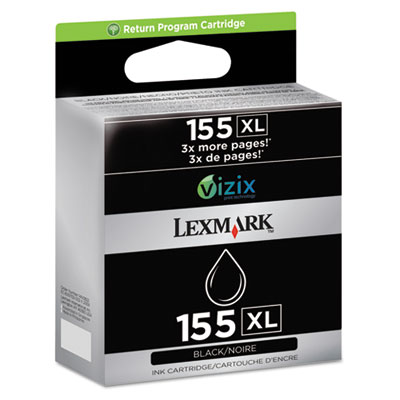 Return Program Cartridge
155 XL
3x more pages!*
3x de pages!*
vizix
print technology
LEXMARK™
155 XL
BLACK/NOIRE
INK CARTRIDGE/CARTOUCHE D'ENCRE